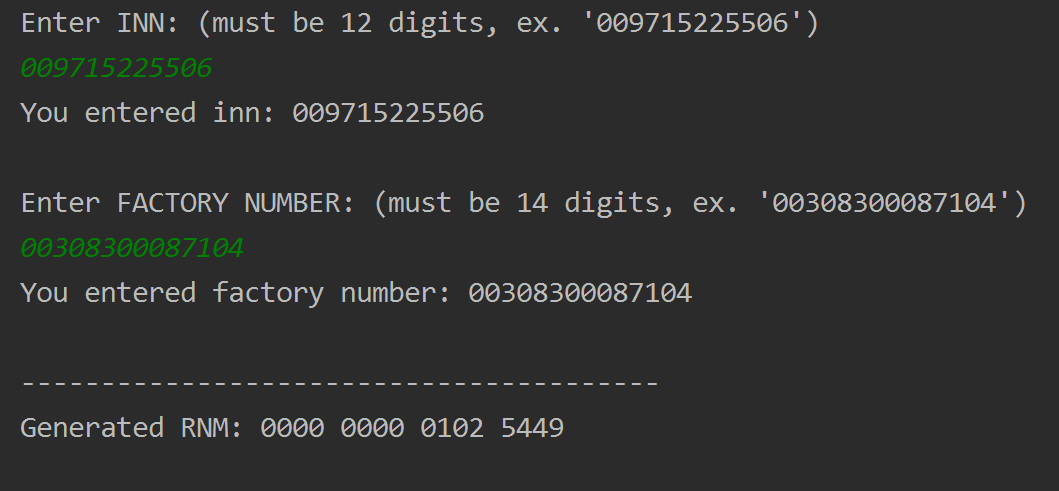 Enter INN: (must be 12 digits, ex. '009715225506')
009715225506
You entered inn: 009715225506
Enter FACTORY NUMBER: (must be 14 digits, ex. '00308300087104')
00308300087104
You entered factory number: 00308300087104
----------------------------------------
Generated RNM: 0000 0000 0102 5449